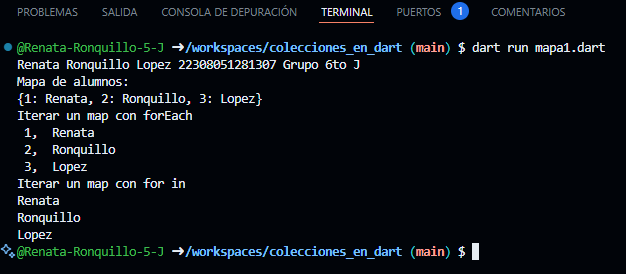 PROBLEMAS SALIDA CONSOLA DE DEPURACIÓN TERMINAL PUERTOS 1 COMENTARIOS
@Renata-Ronquillo-5-J ➜/workspaces/colecciones_en_dart (main) $ dart run mapa1.dart
Renata Ronquillo Lopez 22308051281307 Grupo 6to J
Mapa de alumnos:
{1: Renata, 2: Ronquillo, 3: Lopez}
Iterar un map con forEach
1,  Renata
2,  Ronquillo
3,  Lopez
Iterar un map con for in
Renata
Ronquillo
Lopez
@Renata-Ronquillo-5-J ➜/workspaces/colecciones_en_dart (main) $